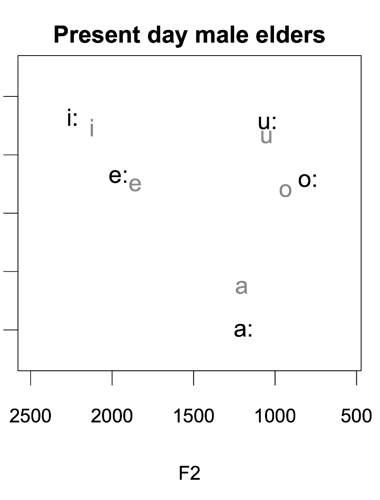 Present day male elders
i:
i
u:
u
e:
e
o:
o
a
a:
2500 2000 1500 1000 500
F2